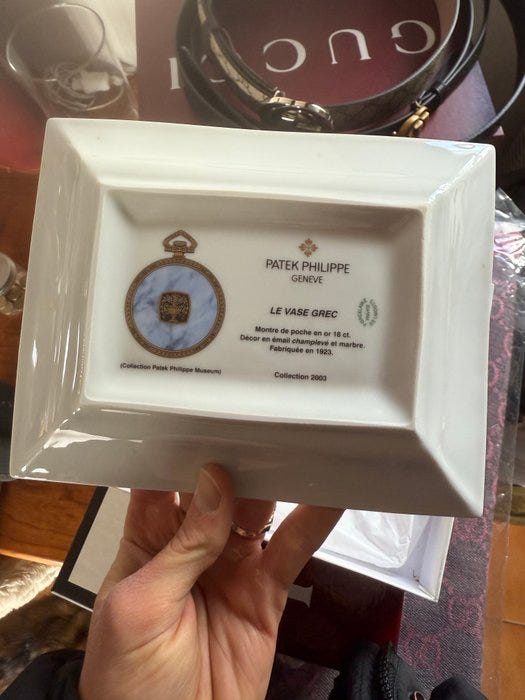 GUCCI
PATEK PHILIPPE
GENEVE
LE VASE GREC
Montre de poche en or 18 ct.
Décor en émail champlevé et marbre.
Fabriquée en 1923.
(Collection Patek Philippe Museum)
Collection 2003